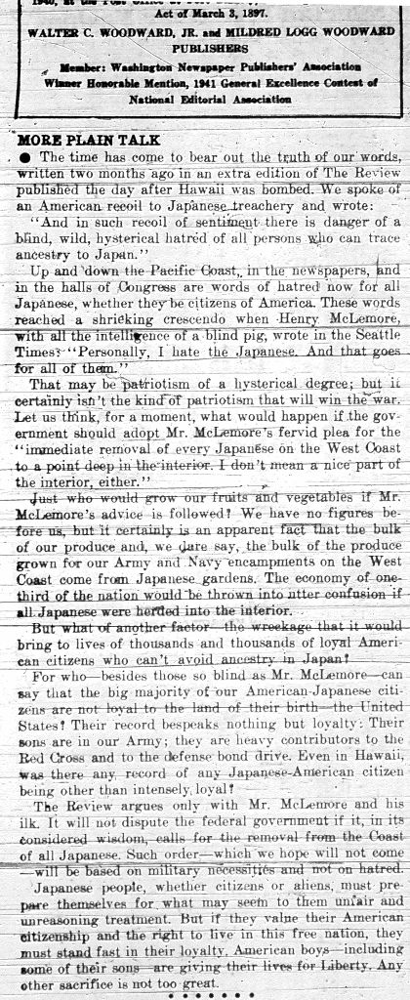 Act of March 3, 1897.
WALTER C. WOODWARD, JR. and MILDRED LOGG WOODWARD
PUBLISHERS
Member: Washington Newspaper Publishers' Association
Winner Honorable Mention, 1941 General Excellence Contest of
National Editorial Association
MORE PLAIN TALK
● The time has come to bear out the truth of our words,
written two months ago in an extra edition of The Review
published the day after Hawaii was bombed. We spoke of
an American recoil to Japanese treachery and wrote:
"And in such recoil of sentiment there is danger of a
blind, wild, hysterical hatred of all persons who can trace
ancestry to Japan."
Up and down the Pacific Coast, in the newspapers, and
in the halls of Congress are words of hatred now for all
Japanese, whether they be citizens of America. These words
reached a shrieking crescendo when Henry McLemore,
with all the intelligence of a blind pig, wrote in the Seattle
Times: "Personally, I hate the Japanese. And that goes
for all of them."
That may be patriotism of a hysterical degree; but it
certainly isn't the kind of patriotism that will win the war.
Let us think, for a moment, what would happen if the gov-
ernment should adopt Mr. McLemore's fervid plea for the
"immediate removal of every Japanese on the West Coast
to a point deep in the interior. I don't mean a nice part of
the interior, either."
Just who would grow our fruits and vegetables if Mr.
McLemore's advice is followed? We have no figures be-
fore us, but it certainly is an apparent fact that the bulk
of our produce and, we dare say, the bulk of the produce
grown for our Army and Navy encampments on the West
Coast come from Japanese gardens. The economy of one-
third of the nation would be thrown into utter confusion if
all Japanese were herded into the interior.
But what of another factor—the wreckage that it would
bring to lives of thousands and thousands of loyal Ameri-
can citizens who can't avoid ancestry in Japan?
For who—besides those so blind as Mr. McLemore—can
say that the big majority of our American-Japanese citi-
zens are not loyal to the land of their birth—the United
States? Their record bespeaks nothing but loyalty: Their
sons are in our Army; they are heavy contributors to the
Red Cross and to the defense bond drive. Even in Hawaii,
was there any record of any Japanese-American citizen
being other than intensely loyal?
The Review argues only with Mr. McLemore and his
ilk. It will not dispute the federal government if it, in its
considered wisdom, calls for the removal from the Coast
of all Japanese. Such order—which we hope will not come
—will be based on military necessities and not on hatred.
Japanese people, whether citizens or aliens, must pre-
pare themselves for what may seem to them unfair and
unreasoning treatment. But if they value their American
citizenship and the right to live in this free nation, they
must stand fast in their loyalty. American boys—including
some of their sons—are giving their lives for Liberty. Any
other sacrifice is not too great.